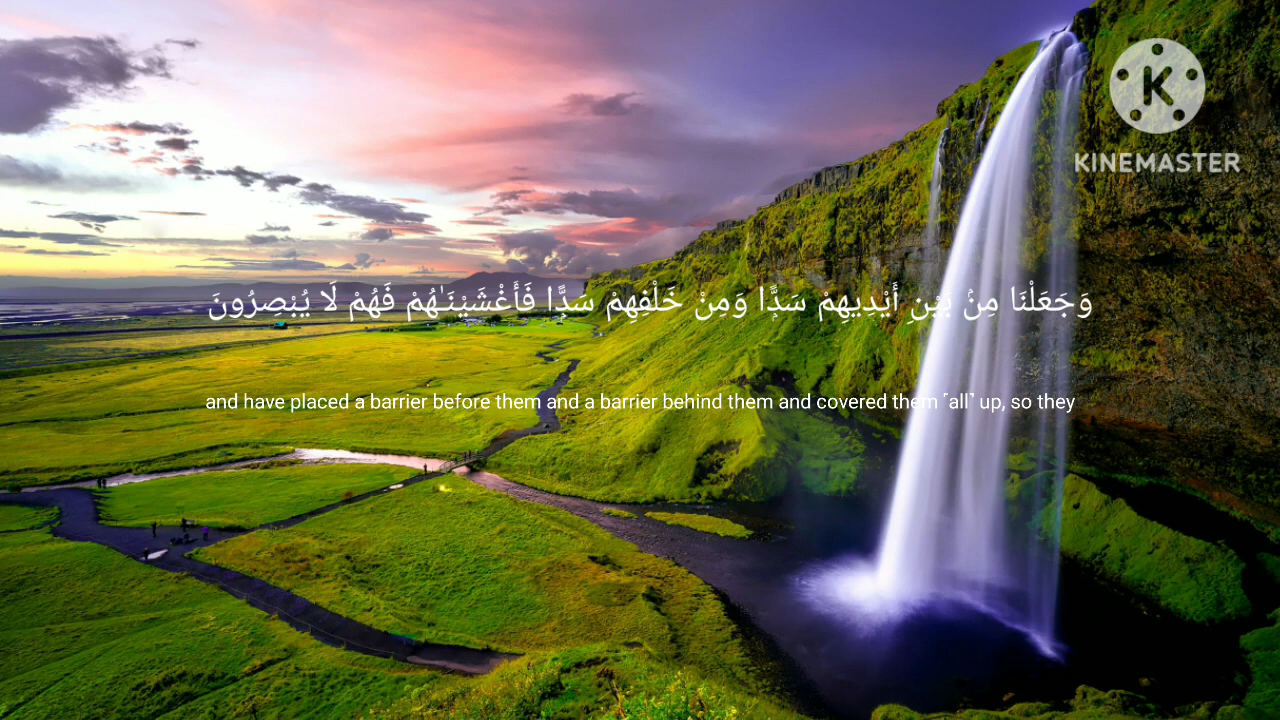 KINEMASTER
وَجَعَلْنَا مِنۢ بَيْنِ أَيْدِيهِمْ سَدًّۭا وَمِنْ خَلْفِهِمْ سَدًّۭا فَأَغْشَيْنَـٰهُمْ فَهُمْ لَا يُبْصِرُونَ
and have placed a barrier before them and a barrier behind them and covered them ˹all˺ up, so they